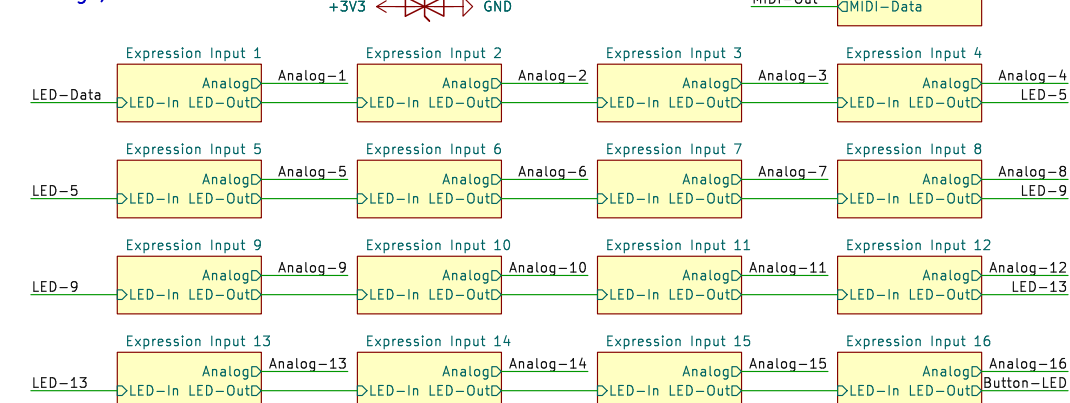 +3V3 GND
MIDI-Data
Expression Input 1 Expression Input 2 Expression Input 3 Expression Input 4
Analog Analog-1 Analog Analog-2 Analog Analog-3 Analog Analog-4
LED-Data LED-In LED-Out LED-In LED-Out LED-In LED-Out LED-In LED-Out LED-5
Expression Input 5 Expression Input 6 Expression Input 7 Expression Input 8
Analog Analog-5 Analog Analog-6 Analog Analog-7 Analog Analog-8
LED-5 LED-In LED-Out LED-In LED-Out LED-In LED-Out LED-In LED-Out LED-9
Expression Input 9 Expression Input 10 Expression Input 11 Expression Input 12
Analog Analog-9 Analog Analog-10 Analog Analog-11 Analog Analog-12
LED-9 LED-In LED-Out LED-In LED-Out LED-In LED-Out LED-In LED-Out LED-13
Expression Input 13 Expression Input 14 Expression Input 15 Expression Input 16
Analog Analog-13 Analog Analog-14 Analog Analog-15 Analog Analog-16
LED-13 LED-In LED-Out LED-In LED-Out LED-In LED-Out LED-In LED-Out Button-LED